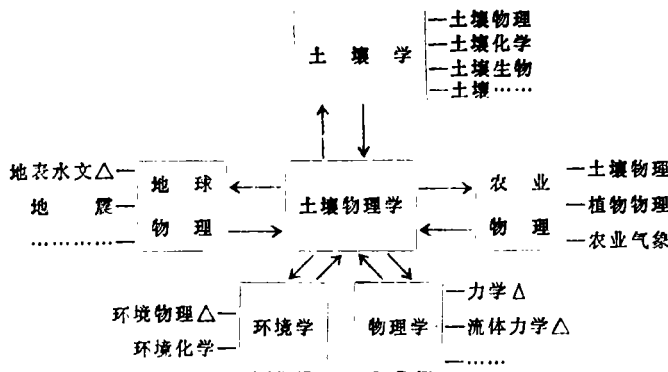 土壤物理
土壤化学
土 壤 学
土壤生物
土壤……
地表水文△
地 球
土壤物理学
农 业
土壤物理
地 震
物 理
物 理
植物物理
…………
农业气象
环境物理△
环境学
物理学
力学△
环境化学
流体力学△
……